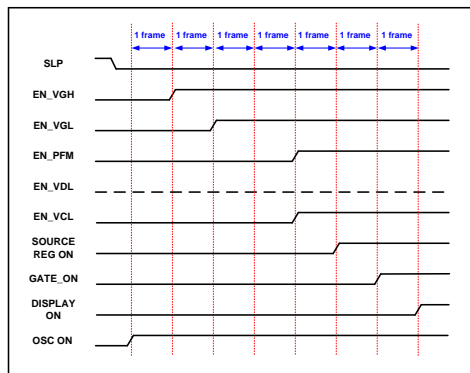 1 frame 1 frame 1 frame 1 frame 1 frame 1 frame 1 frame
SLP
EN_VGH
EN_VGL
EN_PFM
EN_VDL
EN_VCL
SOURCE
REG ON
GATE_ON
DISPLAY
ON
OSC ON